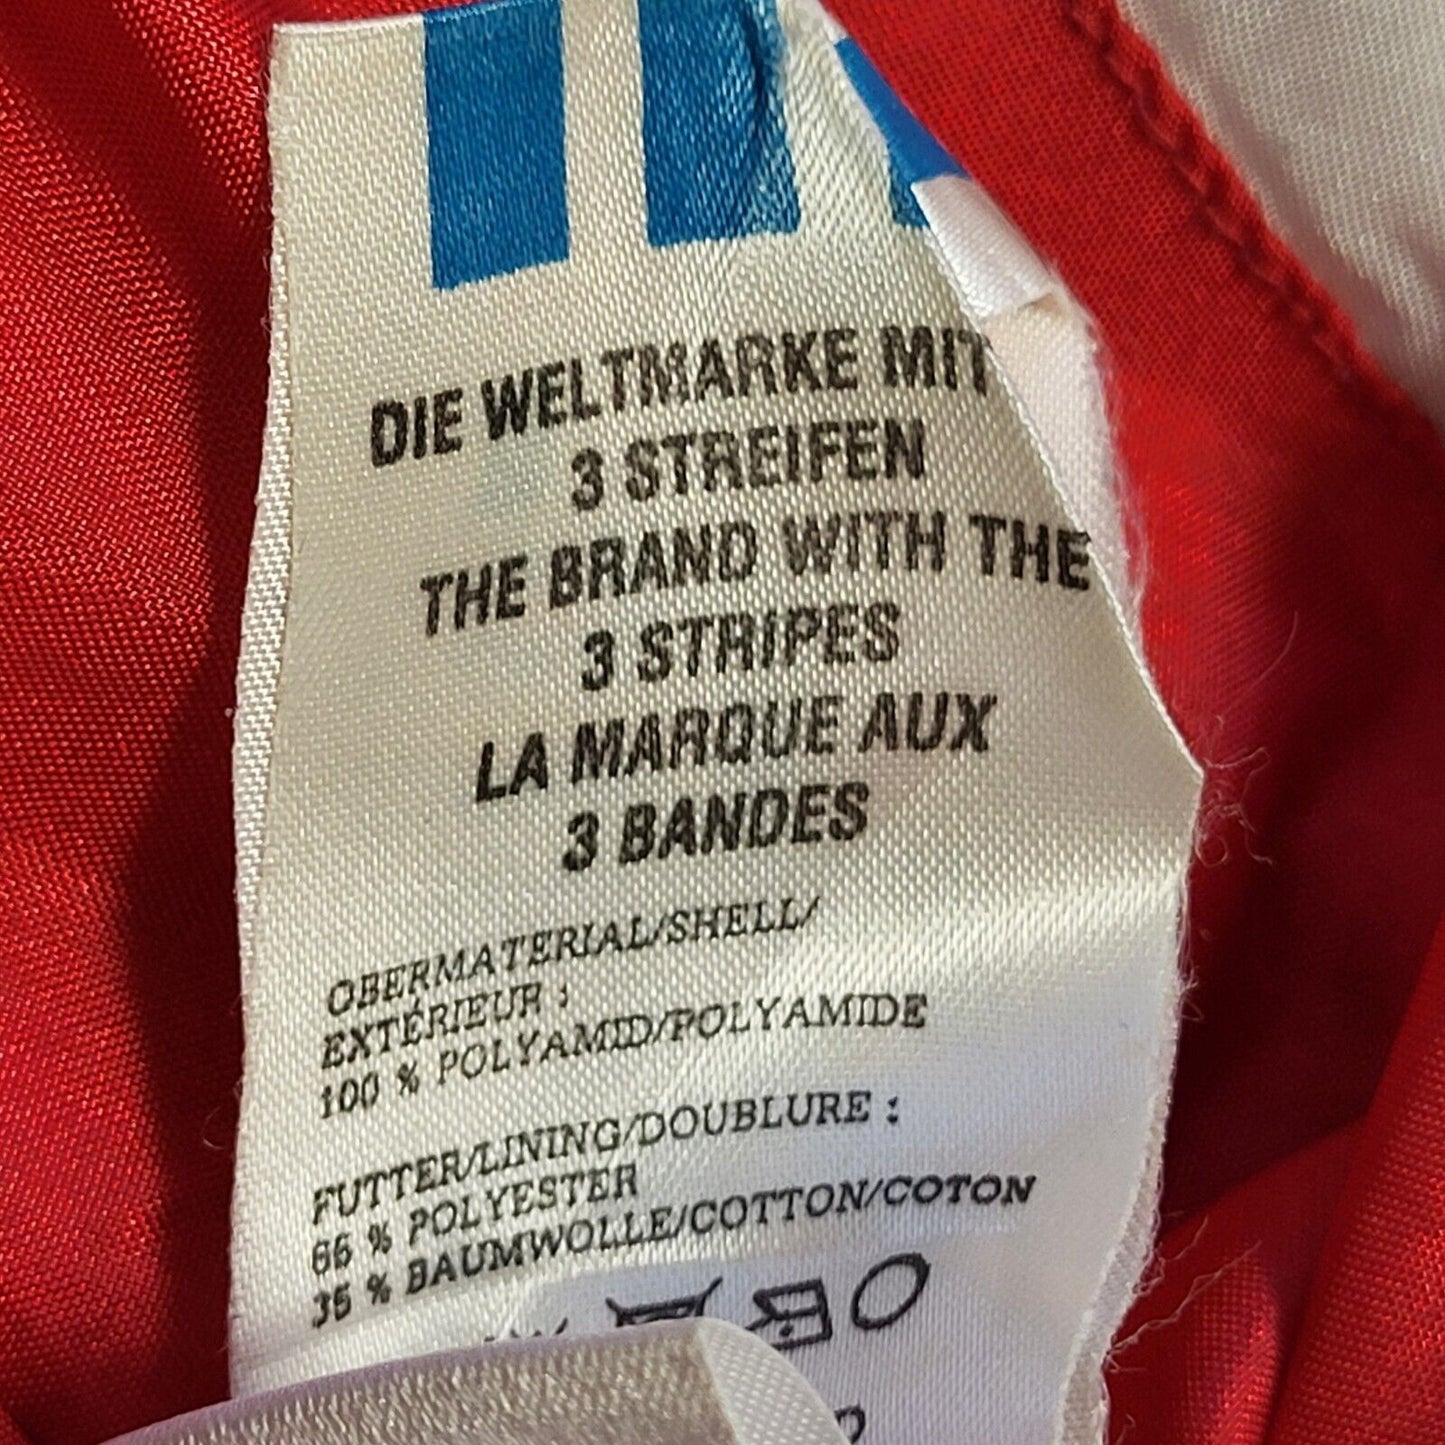 DIE WELTMARKE MIT
3 STREIFEN
THE BRAND WITH THE
3 STRIPES
LA MARQUE AUX
3 BANDES
OBERMATERIAL/SHELL/
EXTÉRIEUR :
100 % POLYAMID/POLYAMIDE
FUTTER/LINING/DOUBLURE :
65 % POLYESTER
35 % BAUMWOLLE/COTTON/COTON